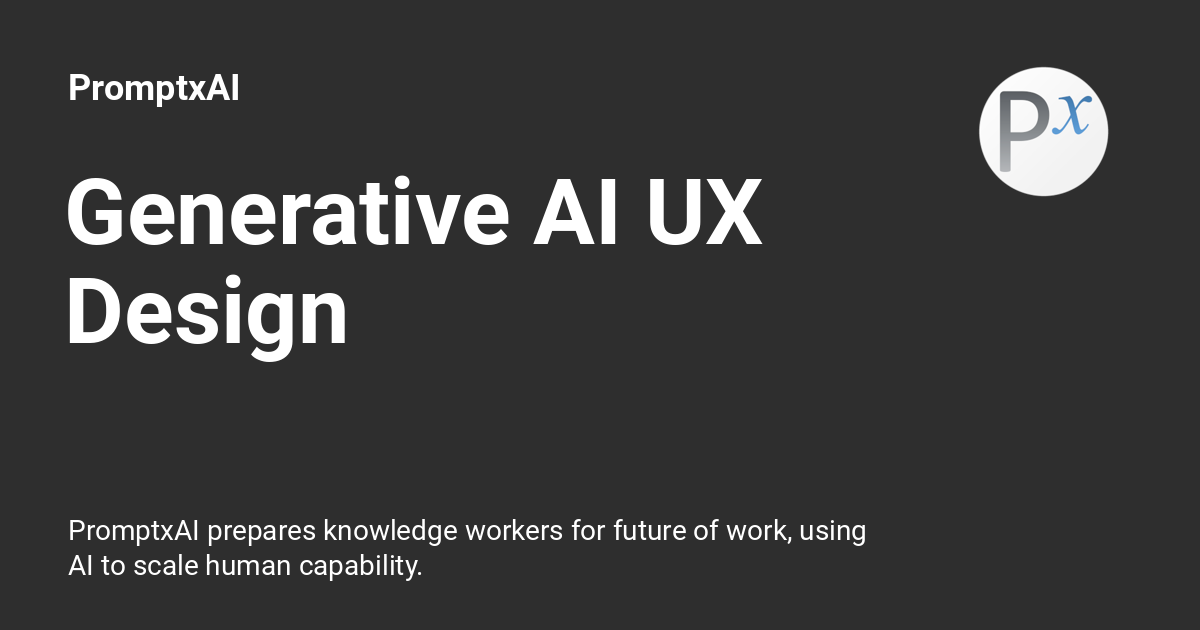 PromptxAI
Px
Generative AI UX
Design
PromptxAI prepares knowledge workers for future of work, using
AI to scale human capability.